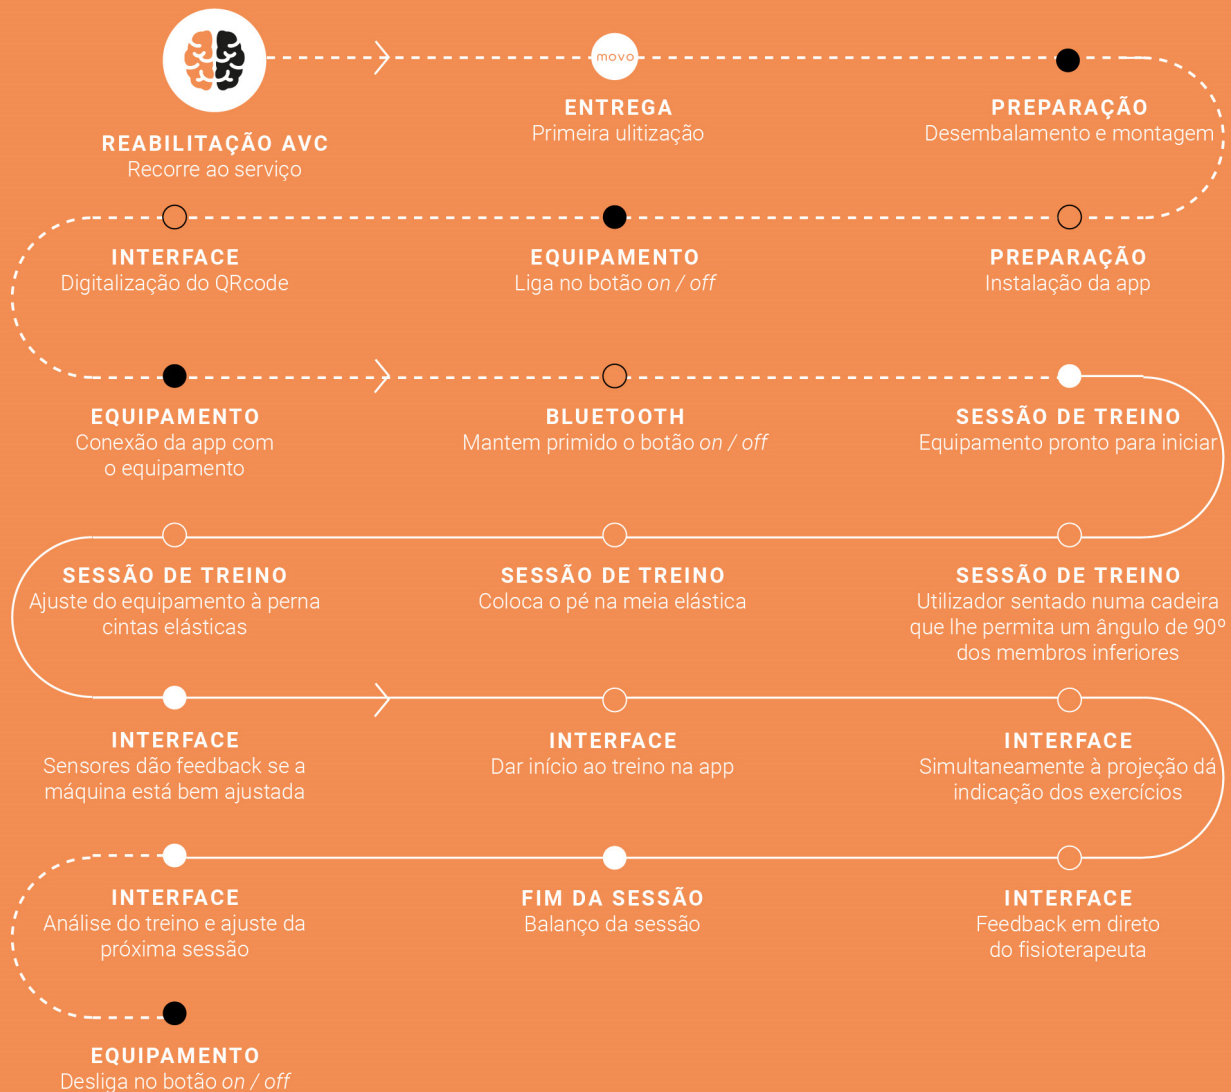 REABILITAÇÃO AVC
Recorre ao serviço
movo
ENTREGA
Primeira ulitização
PREPARAÇÃO
Desembalamento e montagem
PREPARAÇÃO
Instalação da app
EQUIPAMENTO
Liga no botão on / off
INTERFACE
Digitalização do QRcode
EQUIPAMENTO
Conexão da app com
o equipamento
BLUETOOTH
Mantem primido o botão on / off
SESSÃO DE TREINO
Equipamento pronto para iniciar
SESSÃO DE TREINO
Utilizador sentado numa cadeira
que lhe permita um ângulo de 90º
dos membros inferiores
SESSÃO DE TREINO
Coloca o pé na meia elástica
SESSÃO DE TREINO
Ajuste do equipamento à perna
cintas elásticas
INTERFACE
Sensores dão feedback se a
máquina está bem ajustada
INTERFACE
Dar início ao treino na app
INTERFACE
Simultaneamente à projeção dá
indicação dos exercícios
INTERFACE
Feedback em direto
do fisioterapeuta
FIM DA SESSÃO
Balanço da sessão
INTERFACE
Análise do treino e ajuste da
próxima sessão
EQUIPAMENTO
Desliga no botão on / off